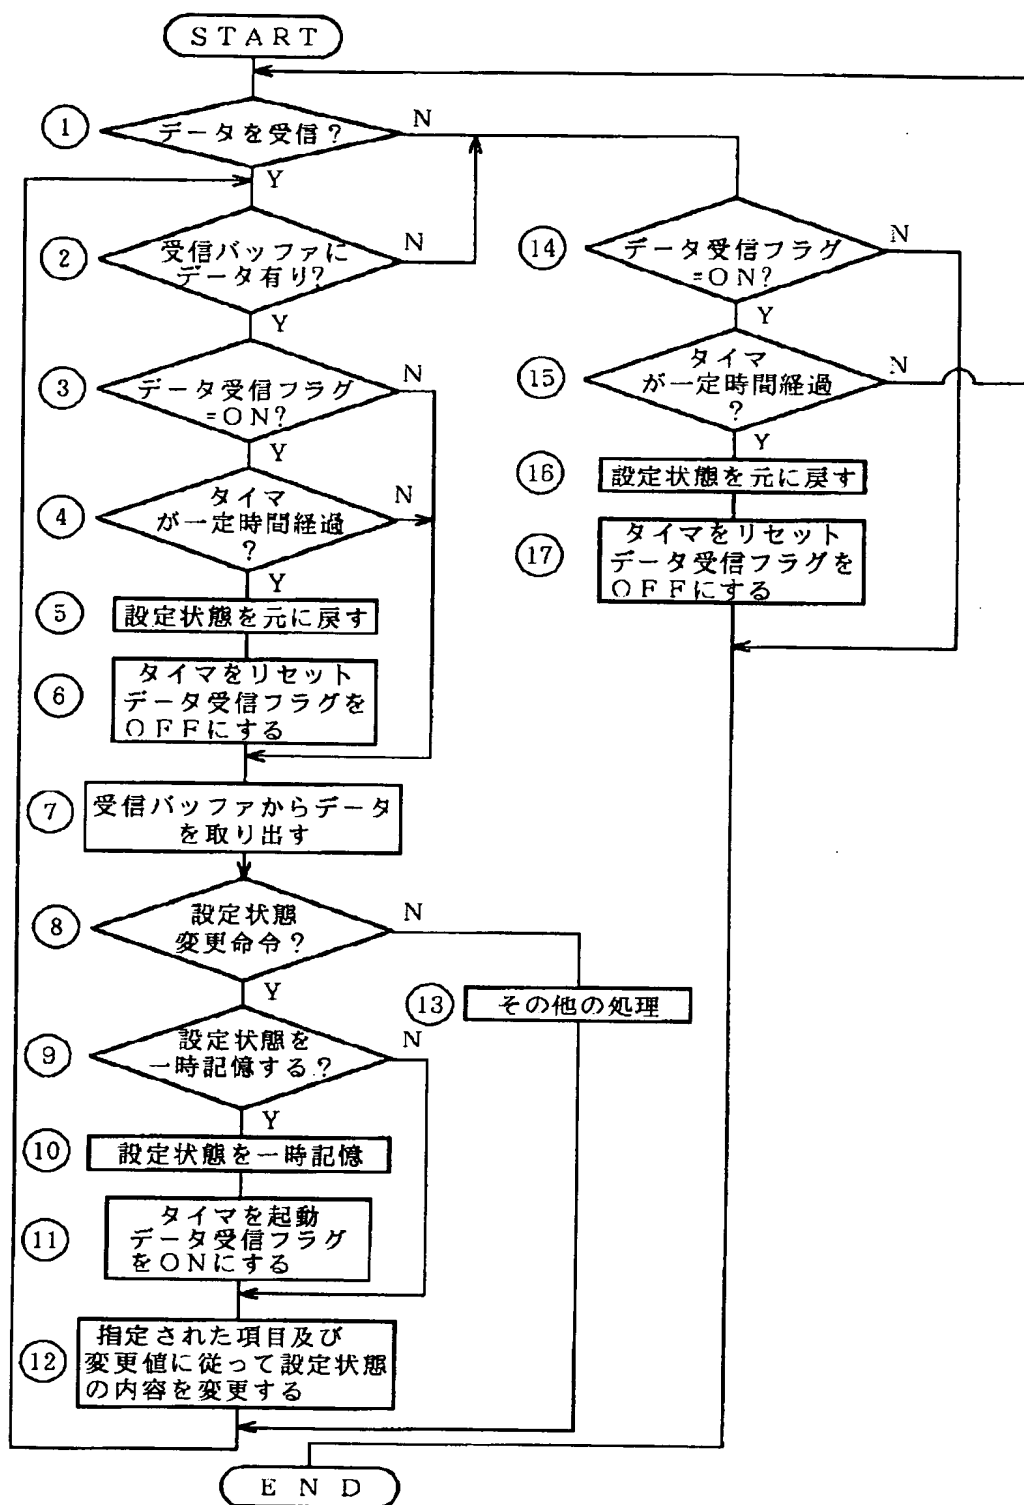 START
① データを受信？
N
Y
② 受信バッファに
データ有り？
N
Y
③ データ受信フラグ
=ON?
N
Y
④ タイマ
が一定時間経過
？
N
Y
⑤ 設定状態を元に戻す
⑥ タイマをリセット
データ受信フラグを
OFFにする
⑦ 受信バッファからデータ
を取り出す
⑧ 設定状態
変更命令？
N
Y
⑨ 設定状態を
一時記憶する？
N
Y
⑩ 設定状態を一時記憶
⑪ タイマを起動
データ受信フラグ
をONにする
⑫ 指定された項目及び
変更値に従って設定状態
の内容を変更する
⑬ その他の処理
⑭ データ受信フラグ
=ON?
N
Y
⑮ タイマ
が一定時間経過
？
N
Y
⑯ 設定状態を元に戻す
⑰ タイマをリセット
データ受信フラグを
OFFにする
END